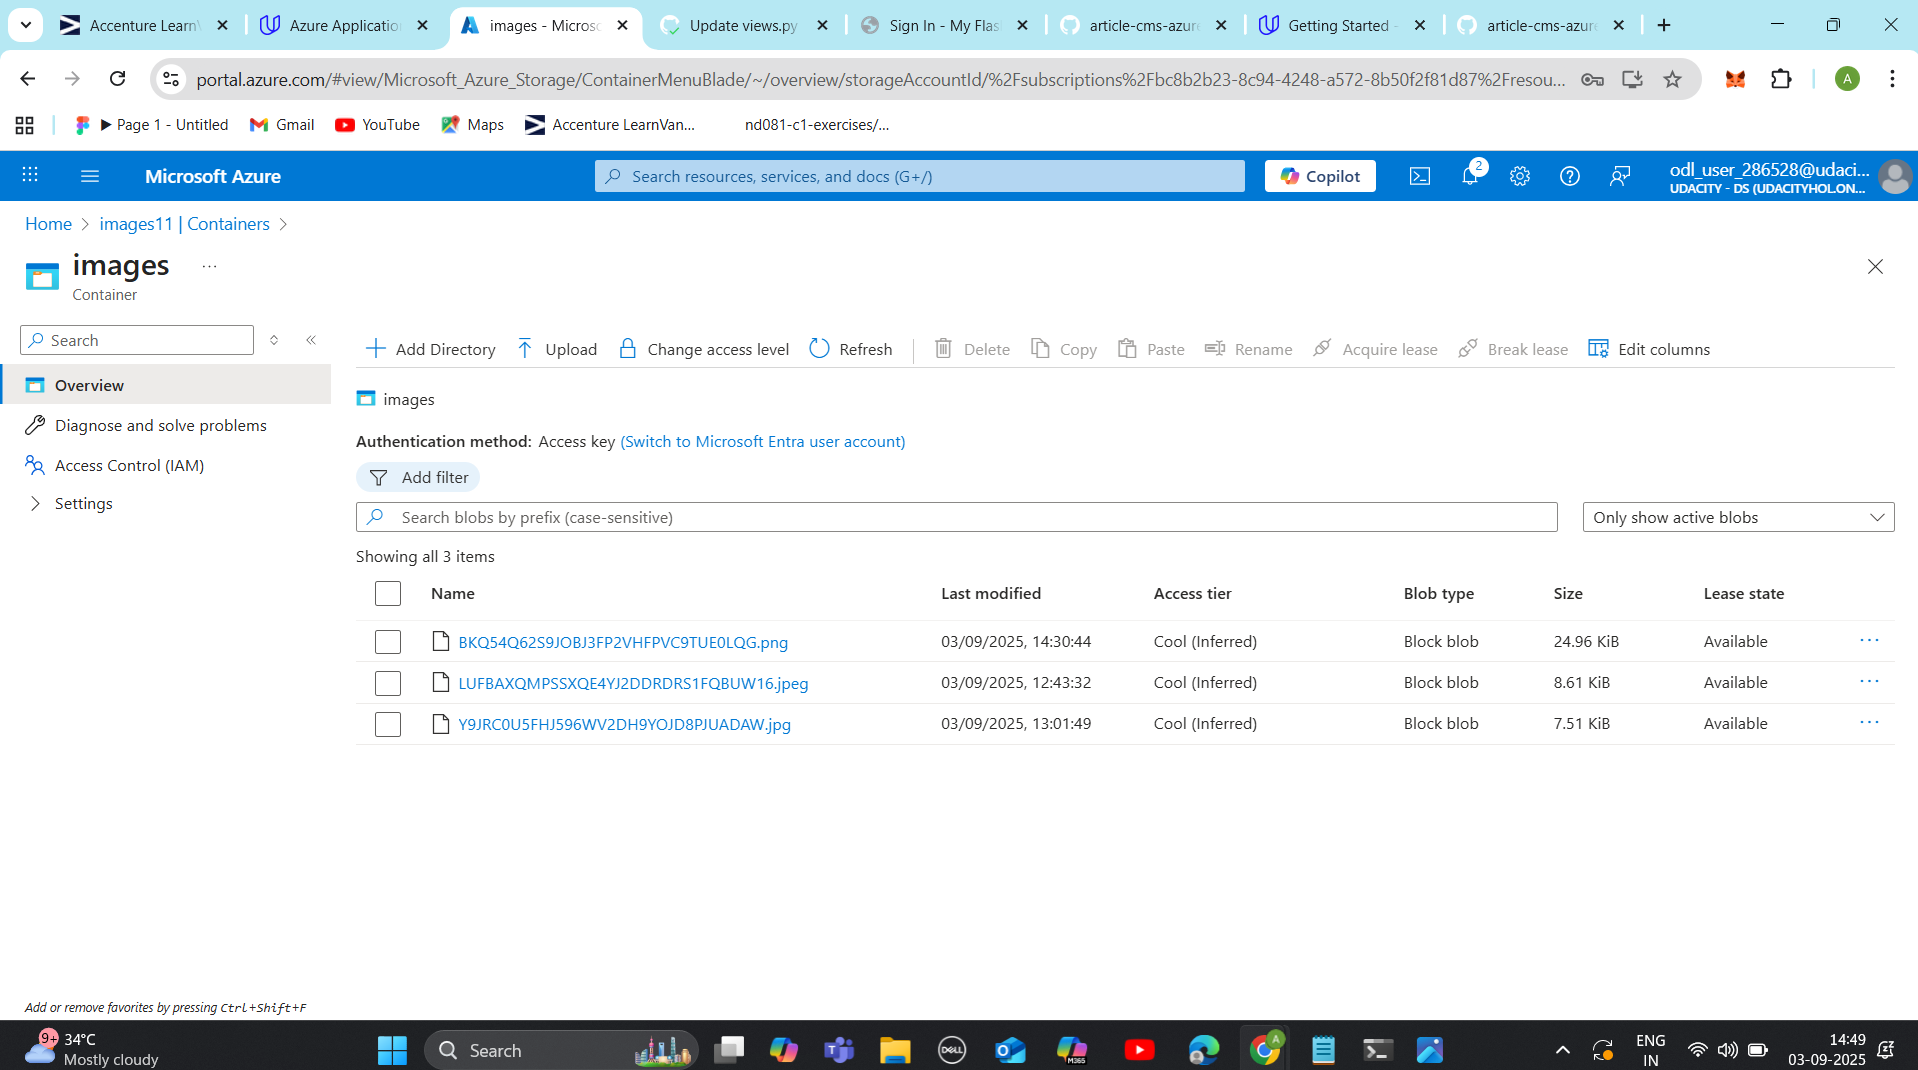 Accenture LearnV
Azure Application
images - Microso
Update views.py
Sign In - My Flas
article-cms-azure
Getting Started -
article-cms-azure
portal.azure.com/#view/Microsoft_Azure_Storage/ContainerMenuBlade/~/overview/storageAccountId/%2Fsubscriptions%2Fbc8b2b23-8c94-4248-a572-8b50f2f81d87%2Fresou...
A
▶ Page 1 - Untitled
Gmail
YouTube
Maps
Accenture LearnVan...
nd081-c1-exercises/...
Microsoft Azure
Search resources, services, and docs (G+/)
Copilot
2
odl_user_286528@udaci...
UDACITY - DS (UDACITYHOL.ON...
Home > images11 | Containers >
images
...
Container
Search
Overview
Diagnose and solve problems
Access Control (IAM)
Settings
Add Directory
Upload
Change access level
Refresh
Delete
Copy
Paste
Rename
Acquire lease
Break lease
Edit columns
images
Authentication method: Access key (Switch to Microsoft Entra user account)
Add filter
Search blobs by prefix (case-sensitive)
Only show active blobs
Showing all 3 items
Name Last modified Access tier Blob type Size Lease state
BKQ54Q62S9JOBJ3FP2VHFPVC9TUE0LQG.png 03/09/2025, 14:30:44 Cool (Inferred) Block blob 24.96 KiB Available ...
LUFBAXQMPSSXQE4YJ2DDRDRS1FQBUW16.jpeg 03/09/2025, 12:43:32 Cool (Inferred) Block blob 8.61 KiB Available ...
Y9JRC0U5FHJ596WV2DH9YOJD8PJUADAW.jpg 03/09/2025, 13:01:49 Cool (Inferred) Block blob 7.51 KiB Available ...
Add or remove favorites by pressing Ctrl+Shift+F
9+
34°C
Mostly cloudy
Search
DELL
M365
A
ENG
IN
14:49
03-09-2025